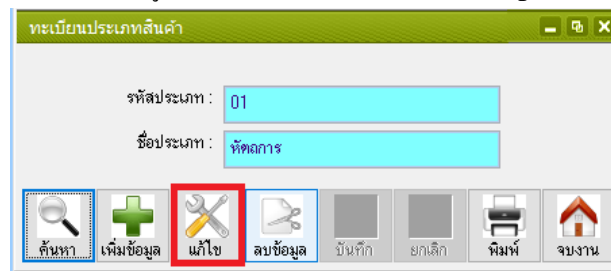 ทะเบียนประเภทสินค้า
รหัสประเภท : 01
ชื่อประเภท : หัตถการ
ค้นหา เพิ่มข้อมูล แก้ไข ลบข้อมูล บันทึก ยกเลิก พิมพ์ จบงาน